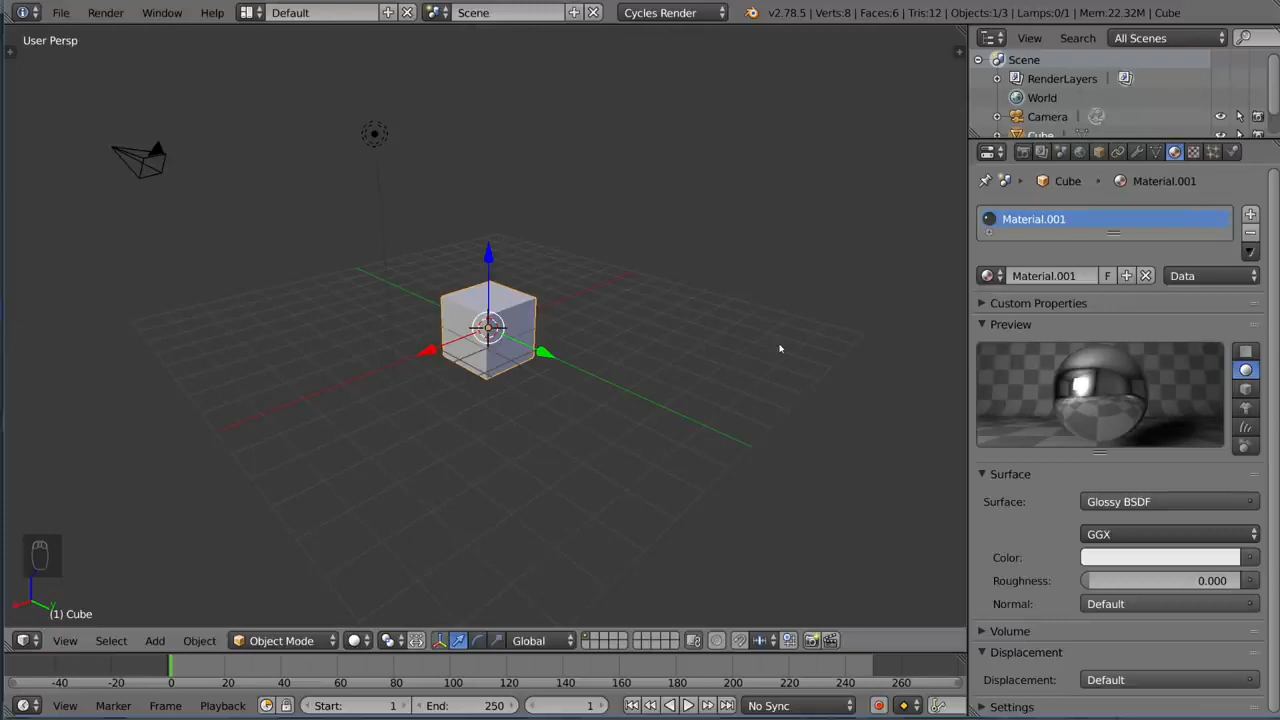 File Render Window Help Default Scene Cycles Render v2.78.5 | Verts:8 | Faces:6 | Tris:12 | Objects:1/3 | Lamps:0/1 | Mem:22.32M | Cube
User Persp
View Search All Scenes
Scene
RenderLayers
World
Camera
Cube
Cube Material.001
Material.001
Material.001 F Data
Custom Properties
Preview
Surface
Surface: Glossy BSDF
GGX
Color:
Roughness: 0.000
Normal: Default
Volume
Displacement
Displacement: Default
Settings
y
(1) Cube
View Select Add Object Object Mode Global
-40 -20 0 20 40 60 80 100 120 140 160 180 200 220 240 260
View Marker Frame Playback Start: 1 End: 250 1 No Sync